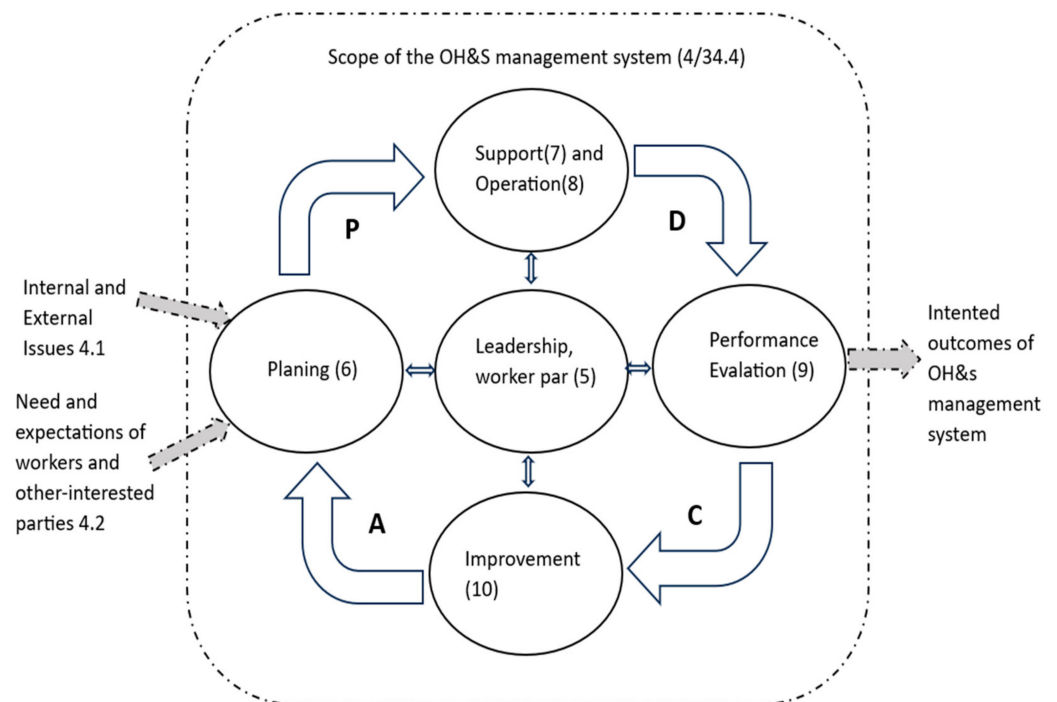 Scope of the OH&S management system (4/34.4)
Support(7) and
Operation(8)
P
D
Internal and
External
Issues 4.1
Need and
expectations of
workers and
other-interested
parties 4.2
Planing (6)
Leadership,
worker par (5)
Performance
Evalation (9)
Intented
outcomes of
OH&s
management
system
A
C
Improvement
(10)